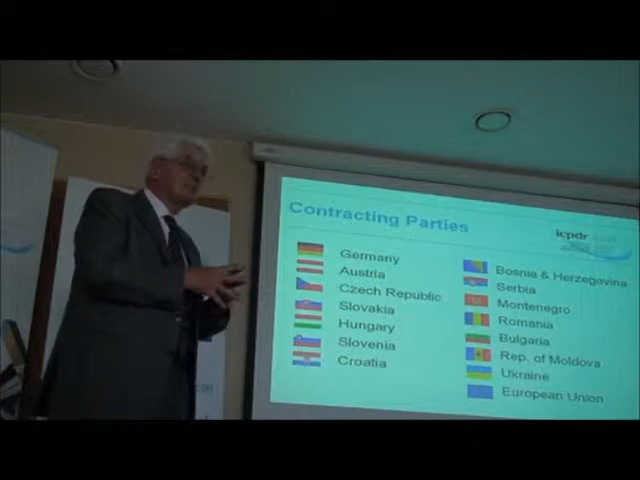 Contracting Parties
icpdr
Germany
Austria
Czech Republic
Slovakia
Hungary
Slovenia
Croatia
Bosnia & Herzegovina
Serbia
Montenegro
Romania
Bulgaria
Rep. of Moldova
Ukraine
European Union